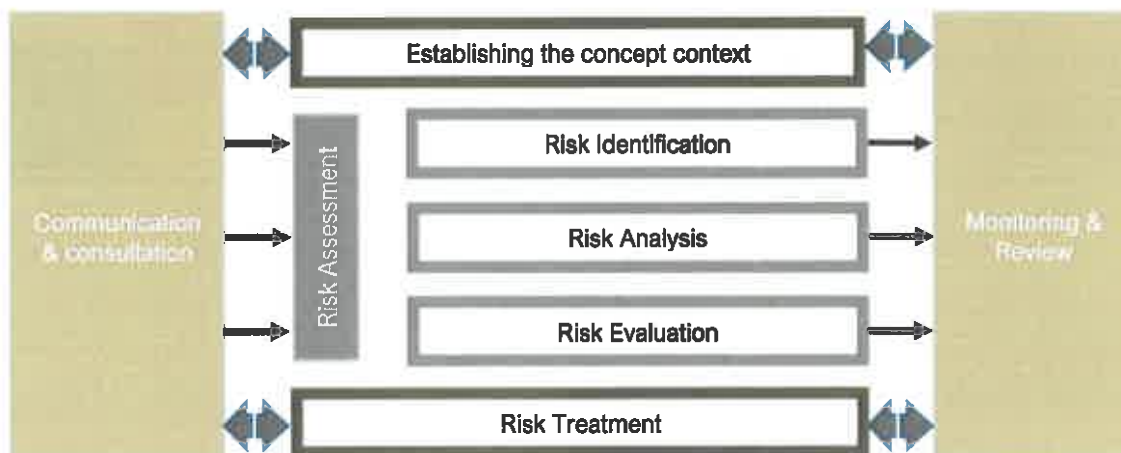 Establishing the concept context
Communication
& consultation
Risk Assessment
Risk Identification
Risk Analysis
Risk Evaluation
Monitoring &
Review
Risk Treatment